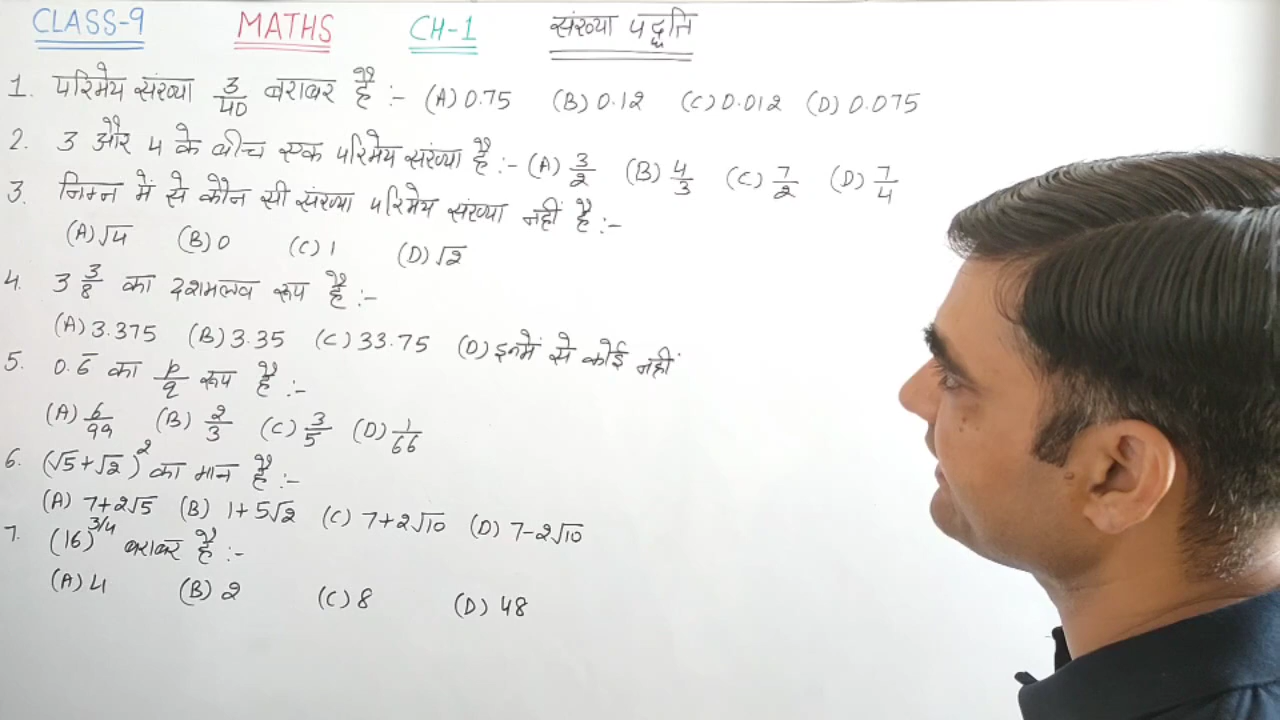 CLASS-9 MATHS CH-1 संख्या पद्धति
1. परिमेय संख्या 3/40 बराबर है :- (A) 0.75 (B) 0.12 (C) 0.012 (D) 0.075
2. 3 और 4 के बीच एक परिमेय संख्या है :- (A) 3/2 (B) 4/3 (C) 7/2 (D) 7/4
3. निम्न में से कौन सी संख्या परिमेय संख्या नहीं है :-
(A) √4 (B) 0 (C) 1 (D) √2
4. 3 3/8 का दशमलव रूप है :-
(A) 3.375 (B) 3.35 (C) 33.75 (D) इनमें से कोई नहीं
5. 0.6̅ का p/q रूप है :-
(A) 6/99 (B) 2/3 (C) 3/5 (D) 1/66
6. (√5+√2)² का मान है :-
(A) 7+2√5 (B) 1+5√2 (C) 7+2√10 (D) 7-2√10
7. (16)^3/4 बराबर है :-
(A) 4 (B) 2 (C) 8 (D) 48